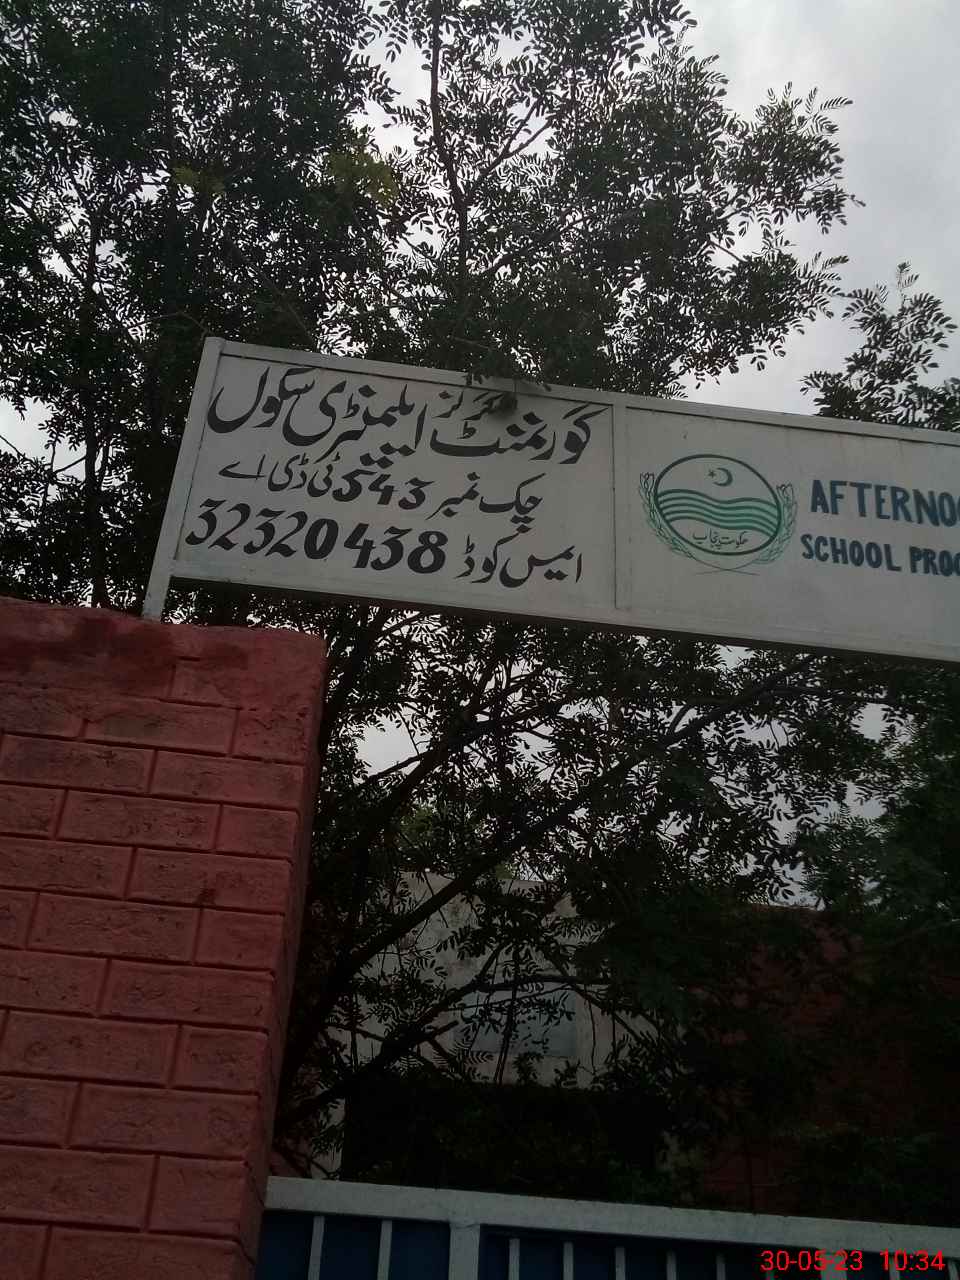 گورنمنٹ گرلز ایلیمنٹری سکول
چک نمبر 543 ٹی ڈی اے
ایمس کوڈ 32320438
حکومت پنجاب
AFTERNOO
SCHOOL PROG
30-05-23 10:34